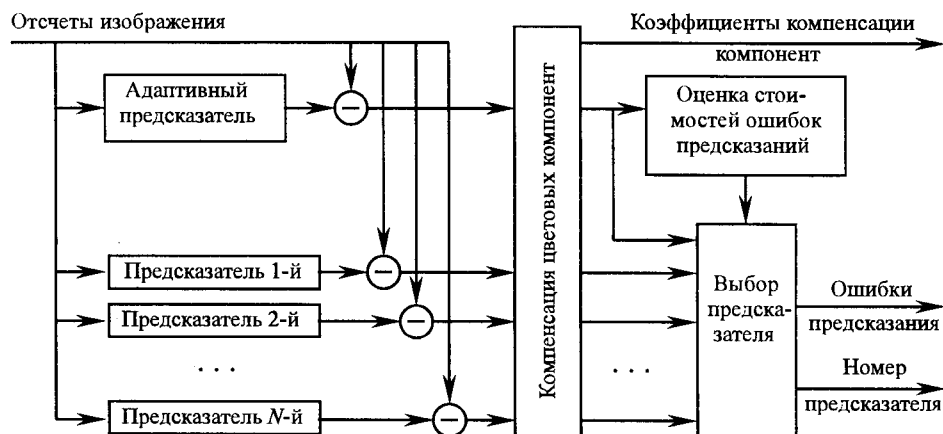 Отсчеты изображения
Адаптивный
предсказатель
Предсказатель 1-й
Предсказатель 2-й
. . .
Предсказатель N-й
Компенсация цветовых компонент
Коэффициенты компенсации
компонент
Оценка стои-
мостей ошибок
предсказаний
. . .
Выбор
предска-
зателя
Ошибки
предсказания
Номер
предсказателя